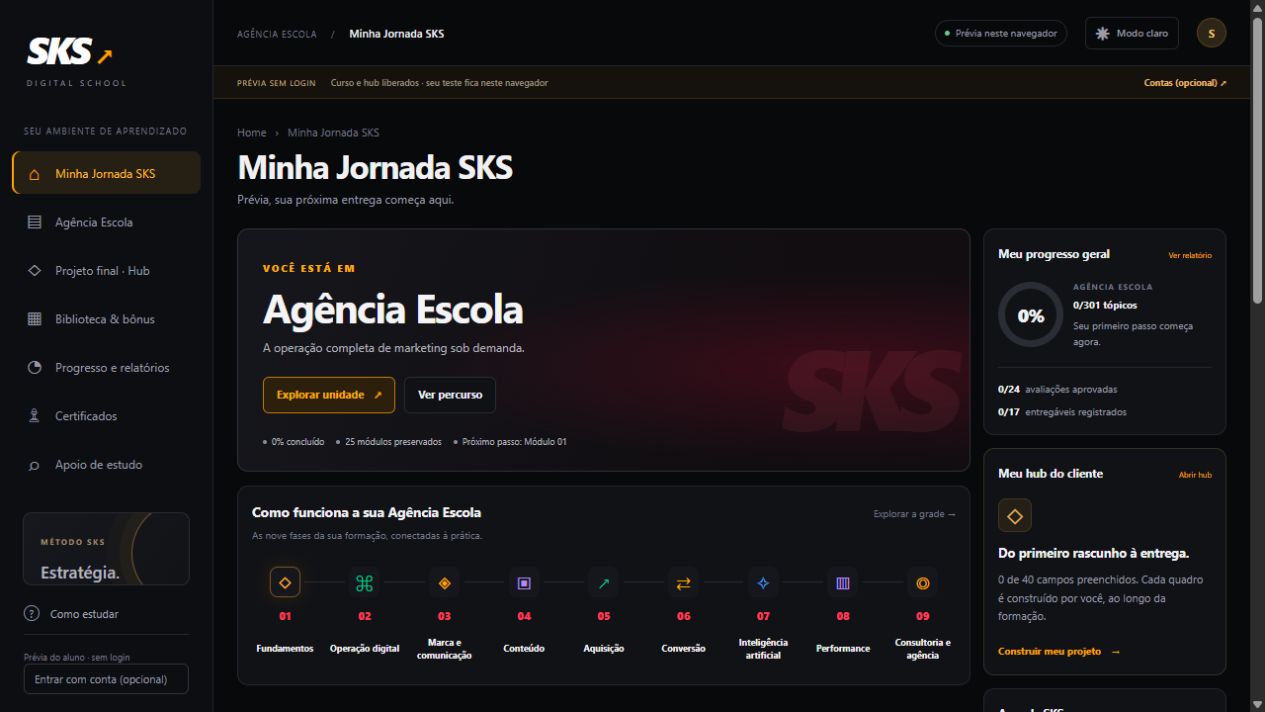 SKS
DIGITAL SCHOOL
SEU AMBIENTE DE APRENDIZADO
Minha Jornada SKS
Agência Escola
Projeto final · Hub
Biblioteca & bônus
Progresso e relatórios
Certificados
Apoio de estudo
MÉTODO SKS
Estratégia.
? Como estudar
Prévia do aluno · sem login
Entrar com conta (opcional)
AGÊNCIA ESCOLA / Minha Jornada SKS
Prévia neste navegador
Modo claro
S
PRÉVIA SEM LOGIN Curso e hub liberados · seu teste fica neste navegador
Contas (opcional) ↗
Home › Minha Jornada SKS
Minha Jornada SKS
Prévia, sua próxima entrega começa aqui.
VOCÊ ESTÁ EM
Agência Escola
A operação completa de marketing sob demanda.
Explorar unidade ↗
Ver percurso
SKS
• 0% concluído • 25 módulos preservados • Próximo passo: Módulo 01
Como funciona a sua Agência Escola
Explorar a grade →
As nove fases da sua formação, conectadas à prática.
01
Fundamentos
02
Operação digital
03
Marca e
comunicação
04
Conteúdo
05
Aquisição
06
Conversão
07
Inteligência
artificial
08
Performance
09
Consultoria e
agência
Meu progresso geral
Ver relatório
0%
AGÊNCIA ESCOLA
0/301 tópicos
Seu primeiro passo começa
agora.
0/24 avaliações aprovadas
0/17 entregáveis registrados
Meu hub do cliente
Abrir hub
Do primeiro rascunho à entrega.
0 de 40 campos preenchidos. Cada quadro
é construído por você, ao longo da
formação.
Construir meu projeto →